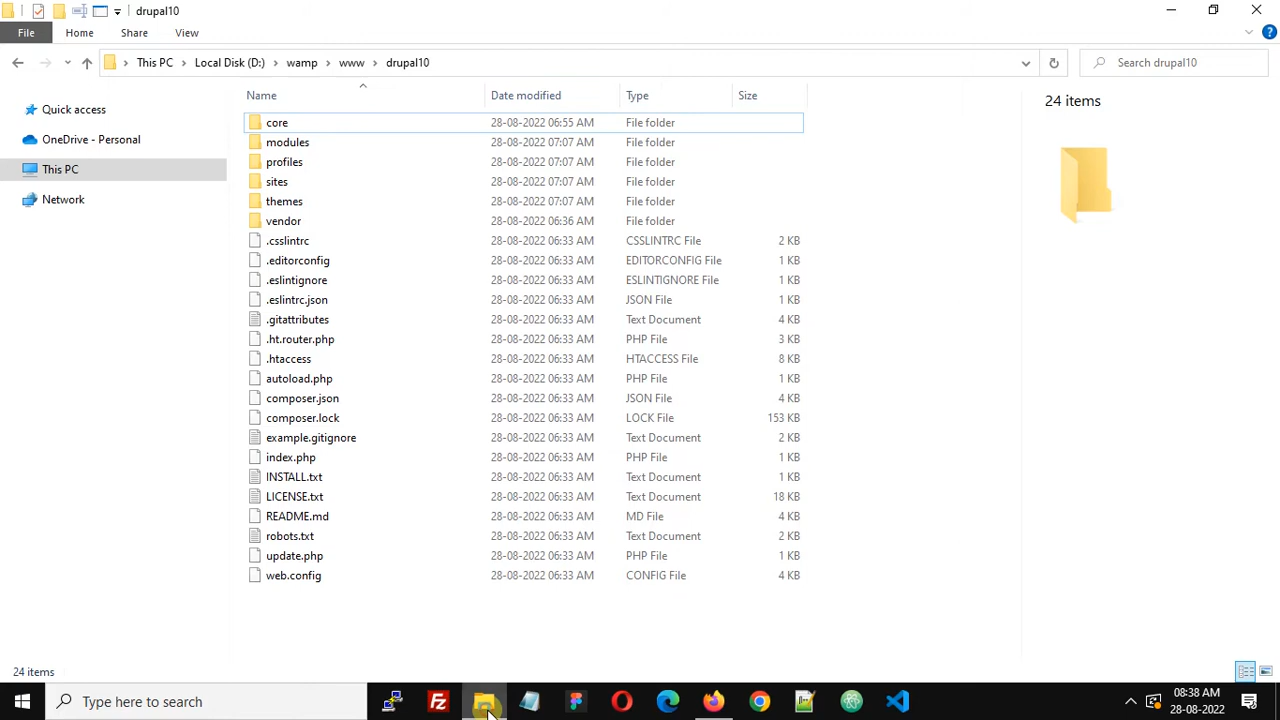 drupal10
File
Home
Share
View
This PC
Local Disk (D:)
wamp
www
drupal10
Search drupal10
Quick access
OneDrive - Personal
This PC
Network
Name
Date modified
Type
Size
core 28-08-2022 06:55 AM File folder
modules 28-08-2022 07:07 AM File folder
profiles 28-08-2022 07:07 AM File folder
sites 28-08-2022 07:07 AM File folder
themes 28-08-2022 07:07 AM File folder
vendor 28-08-2022 06:36 AM File folder
.csslintrc 28-08-2022 06:33 AM CSSLINTRC File 2 KB
.editorconfig 28-08-2022 06:33 AM EDITORCONFIG File 1 KB
.eslintignore 28-08-2022 06:33 AM ESLINTIGNORE File 1 KB
.eslintrc.json 28-08-2022 06:33 AM JSON File 1 KB
.gitattributes 28-08-2022 06:33 AM Text Document 4 KB
.ht.router.php 28-08-2022 06:33 AM PHP File 3 KB
.htaccess 28-08-2022 06:33 AM HTACCESS File 8 KB
autoload.php 28-08-2022 06:33 AM PHP File 1 KB
composer.json 28-08-2022 06:33 AM JSON File 4 KB
composer.lock 28-08-2022 06:33 AM LOCK File 153 KB
example.gitignore 28-08-2022 06:33 AM Text Document 2 KB
index.php 28-08-2022 06:33 AM PHP File 1 KB
INSTALL.txt 28-08-2022 06:33 AM Text Document 1 KB
LICENSE.txt 28-08-2022 06:33 AM Text Document 18 KB
README.md 28-08-2022 06:33 AM MD File 4 KB
robots.txt 28-08-2022 06:33 AM Text Document 2 KB
update.php 28-08-2022 06:33 AM PHP File 1 KB
web.config 28-08-2022 06:33 AM CONFIG File 4 KB
24 items
24 items
Type here to search
08:38 AM
28-08-2022